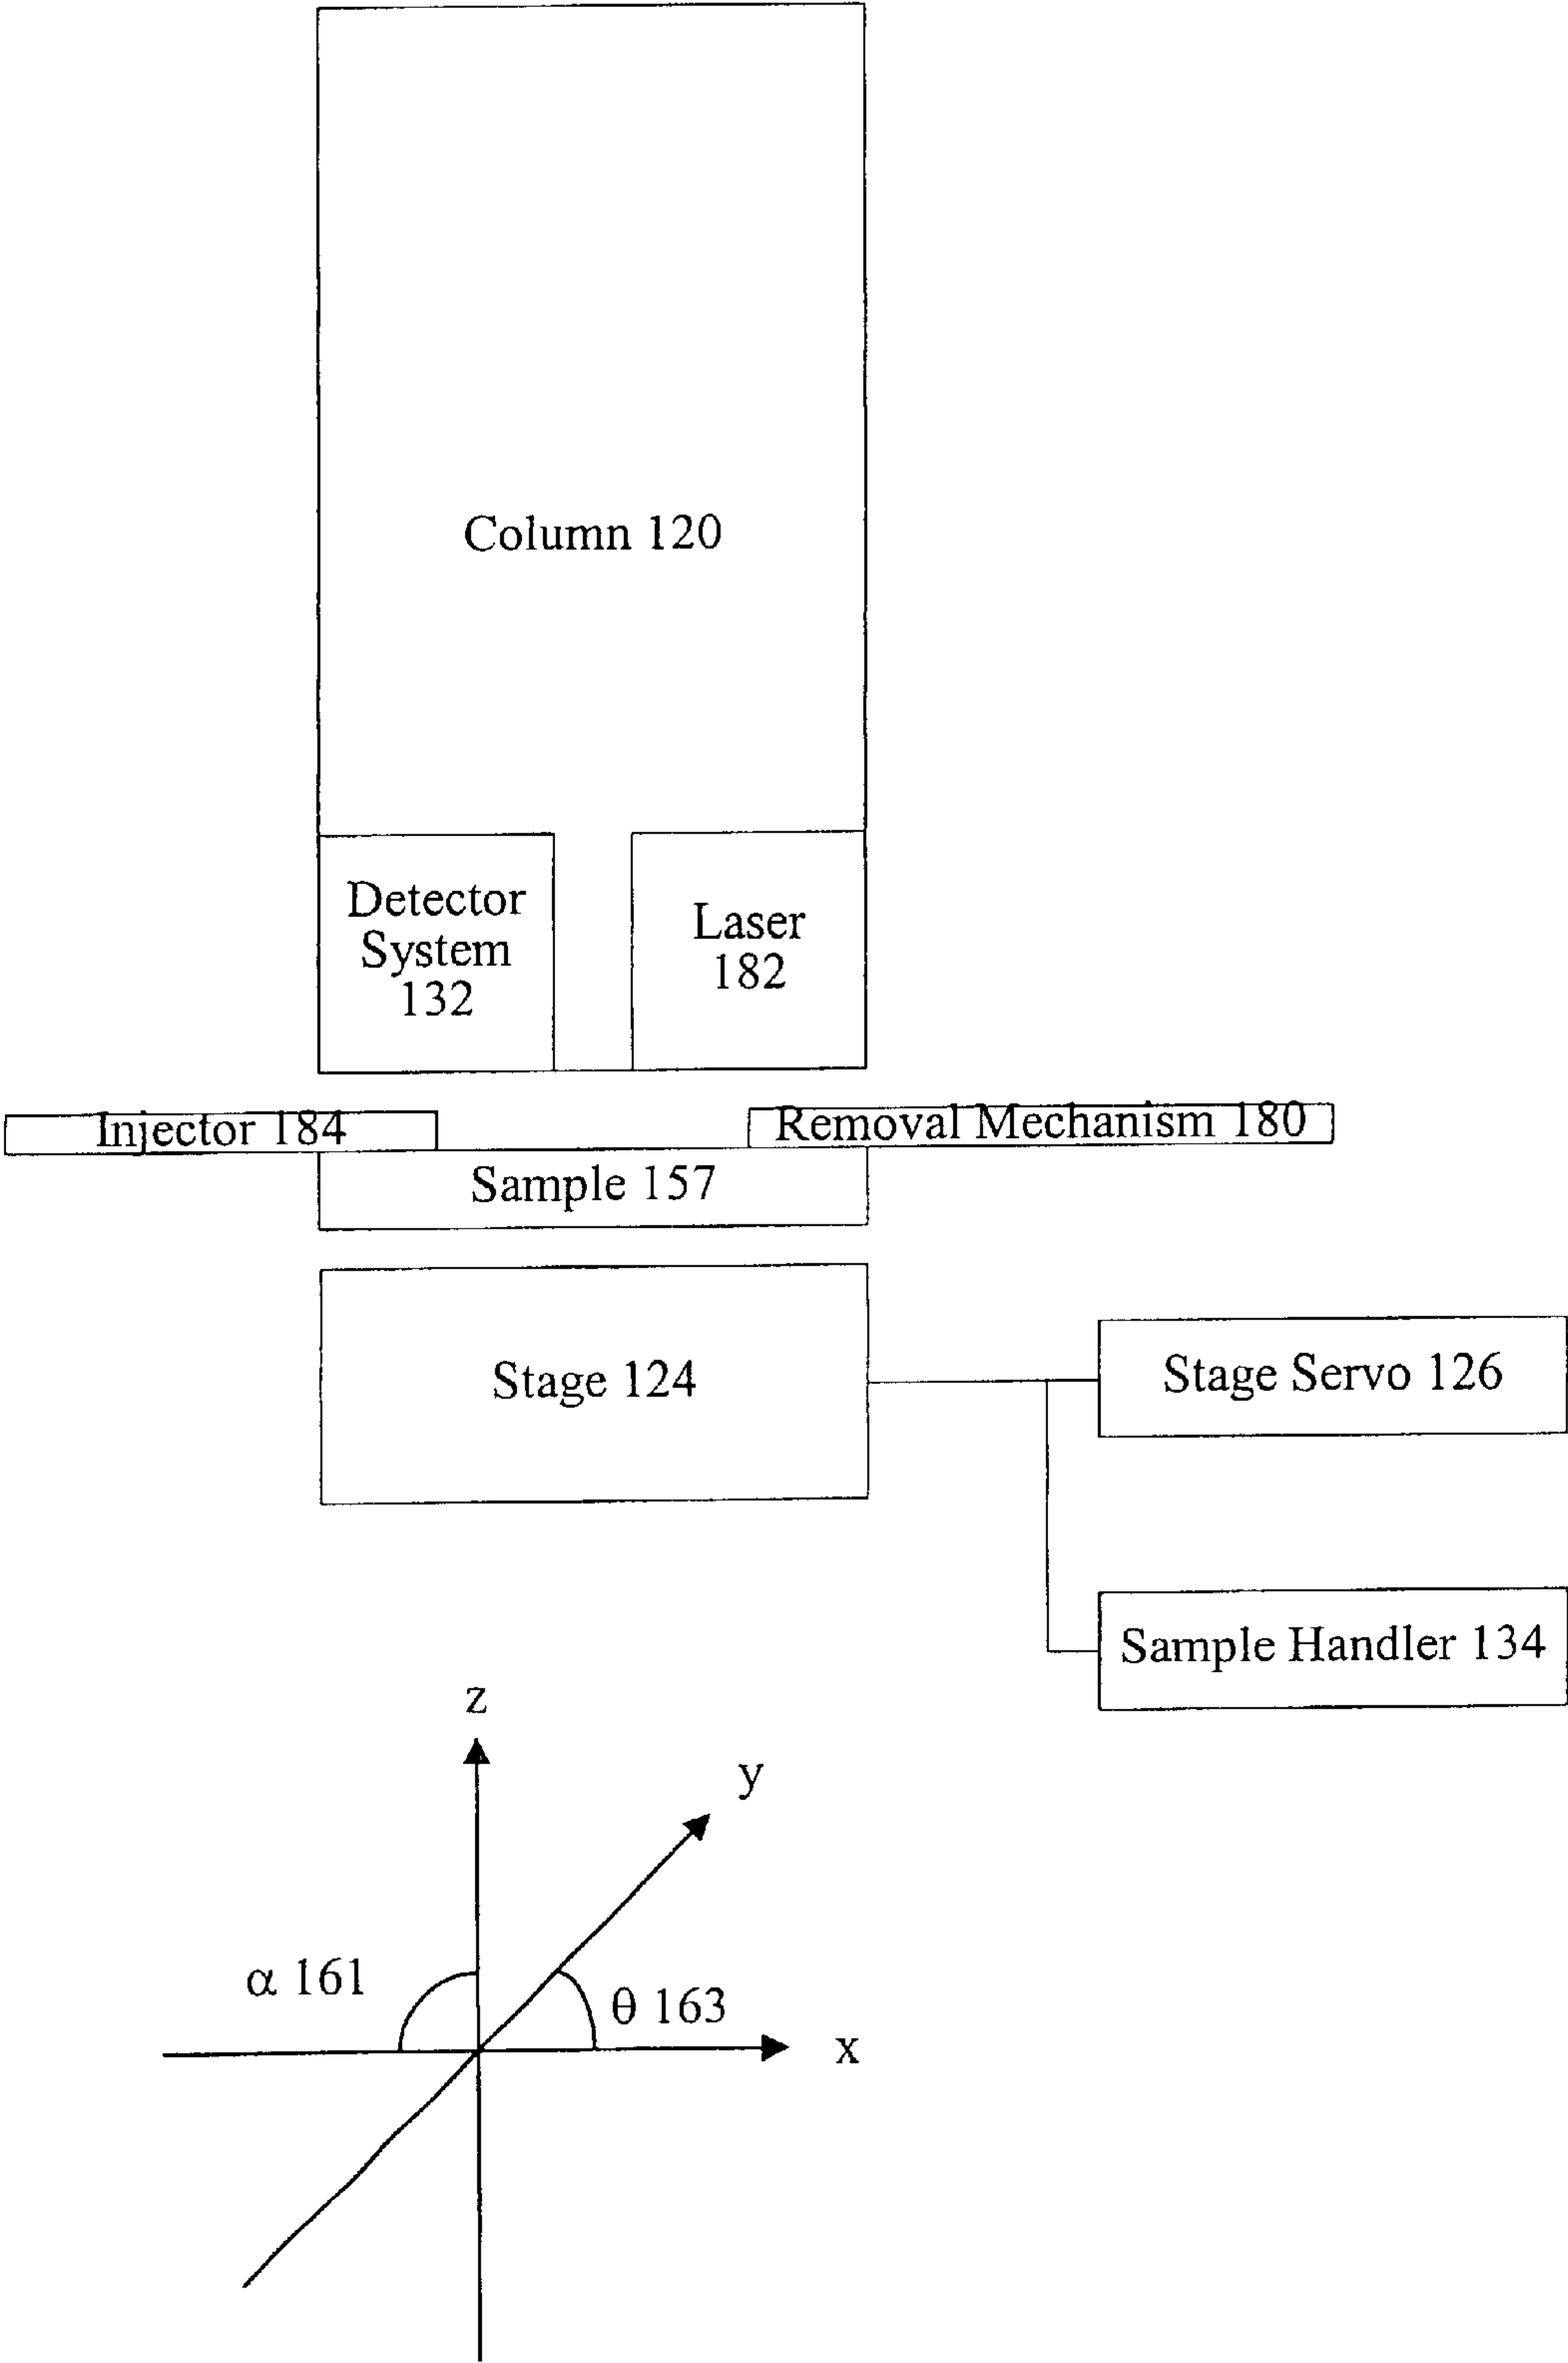 Column 120
Detector
System
132
Laser
182
Injector 184
Removal Mechanism 180
Sample 157
Stage 124
Stage Servo 126
Sample Handler 134
z
y
α 161
θ 163
x